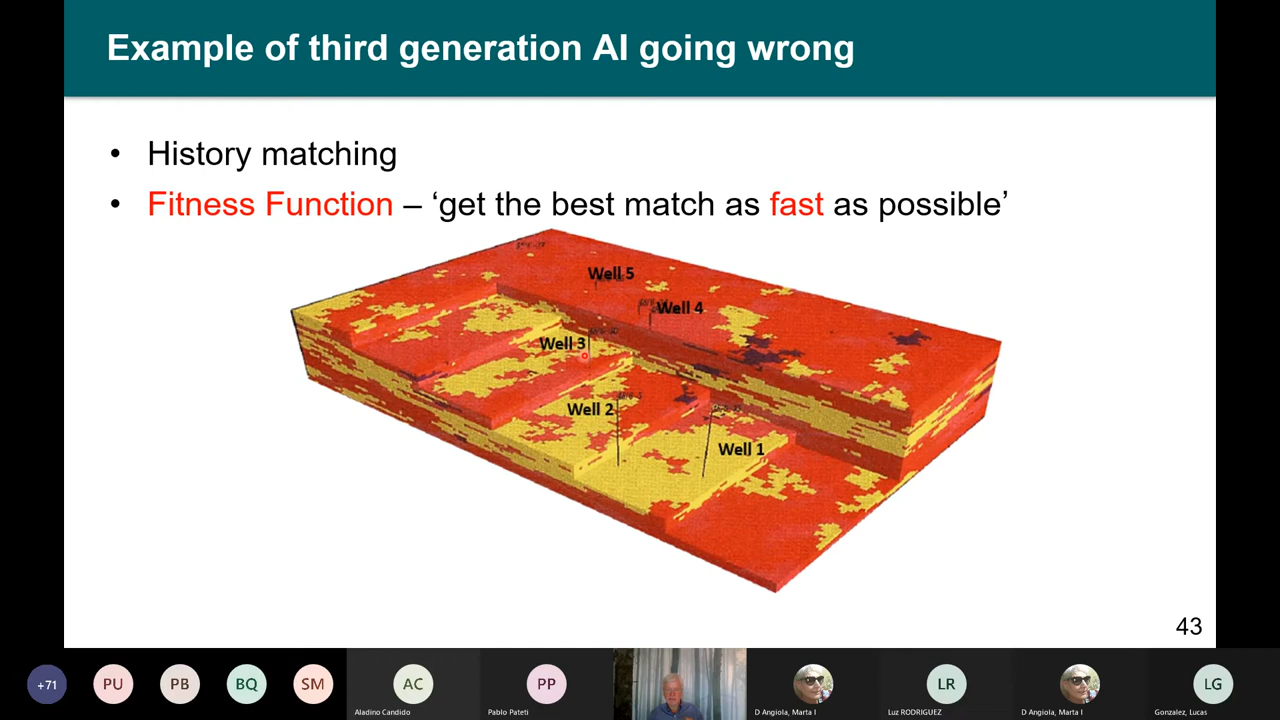 Example of third generation AI going wrong
• History matching
• Fitness Function – ‘get the best match as fast as possible’
Well 5
Well 4
Well 3
Well 2
Well 1
43
+71
PU
PB
BQ
SM
AC
PP
LR
LG
Aladino Candido
Pablo Pateti
D Angiola, Marta I
Luz RODRIGUEZ
D Angiola, Marta I
Gonzalez, Lucas